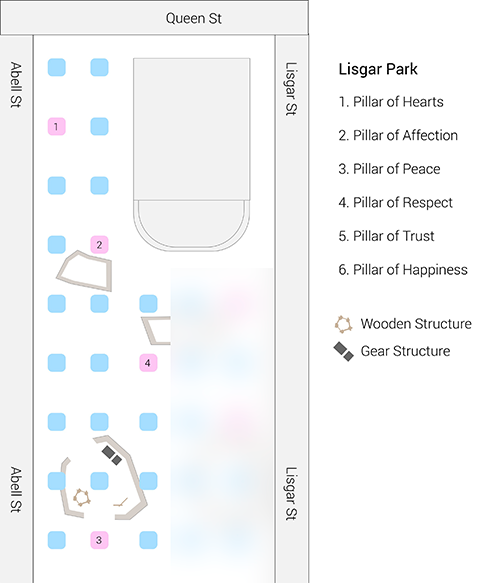 Queen St
Abell St
Lisgar St
Lisgar Park
1. Pillar of Hearts
2. Pillar of Affection
3. Pillar of Peace
4. Pillar of Respect
5. Pillar of Trust
6. Pillar of Happiness
Wooden Structure
Gear Structure
1
2
4
3
Abell St
Lisgar St